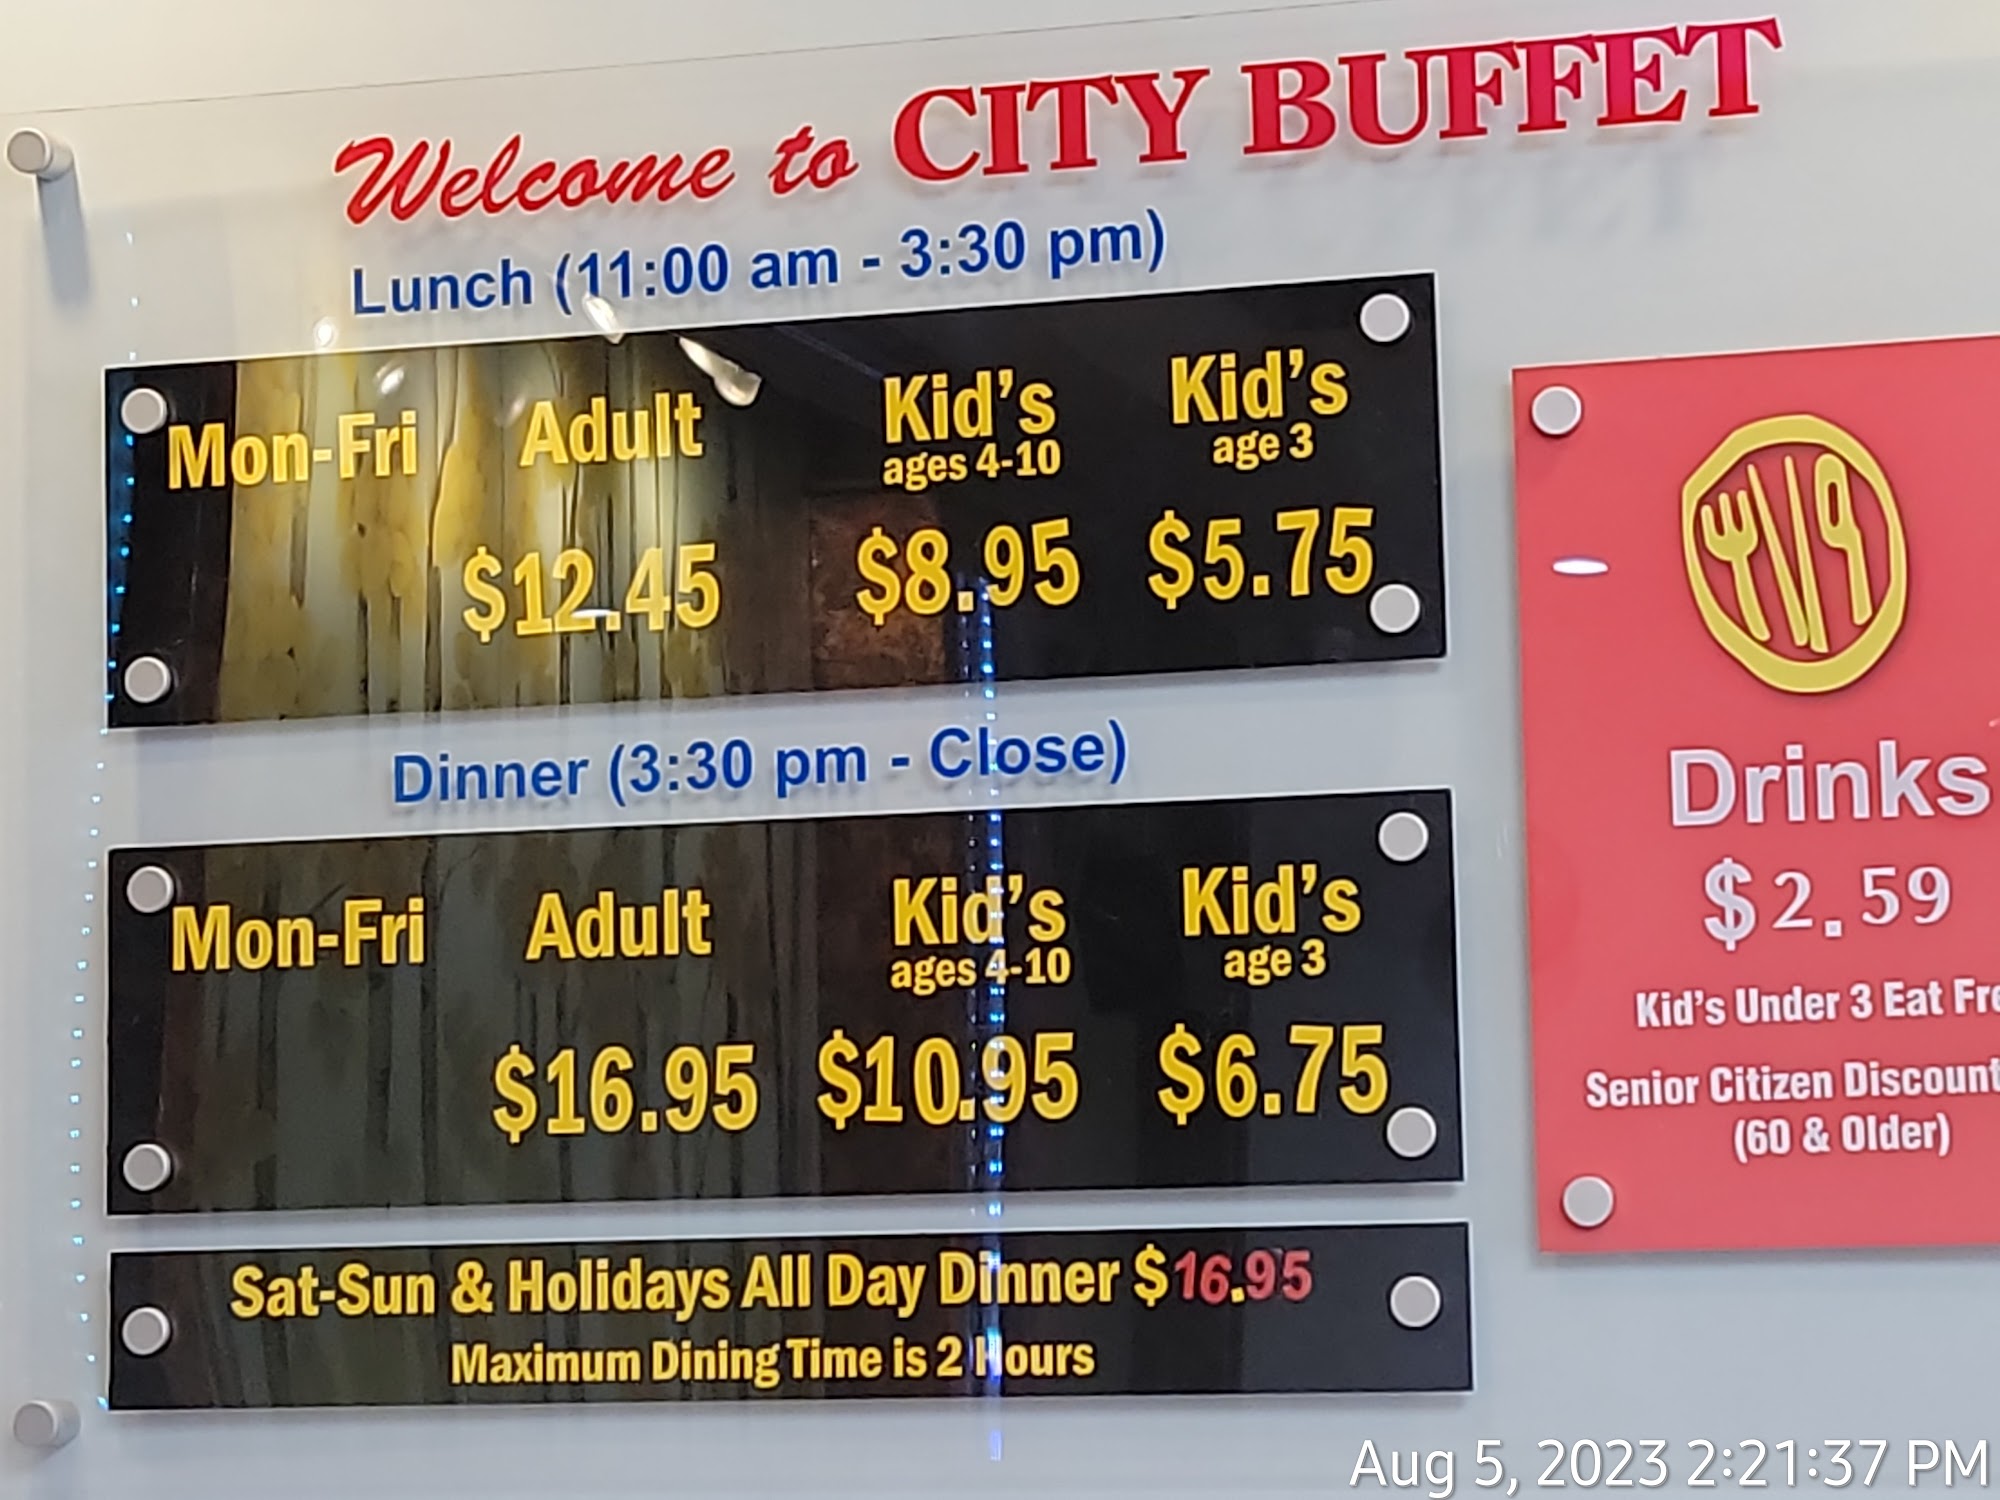 Welcome to CITY BUFFET
Lunch (11:00 am - 3:30 pm)
Mon-Fri Adult Kid's Kid's
ages 4-10 age 3
$12.45 $8.95 $5.75
Dinner (3:30 pm - Close)
Mon-Fri Adult Kid's Kid's
ages 4-10 age 3
$16.95 $10.95 $6.75
Sat-Sun & Holidays All Day Dinner $16.95
Maximum Dining Time is 2 Hours
Drinks
$2.59
Kid's Under 3 Eat Fre
Senior Citizen Discount
(60 & Older)
Aug 5, 2023 2:21:37 PM